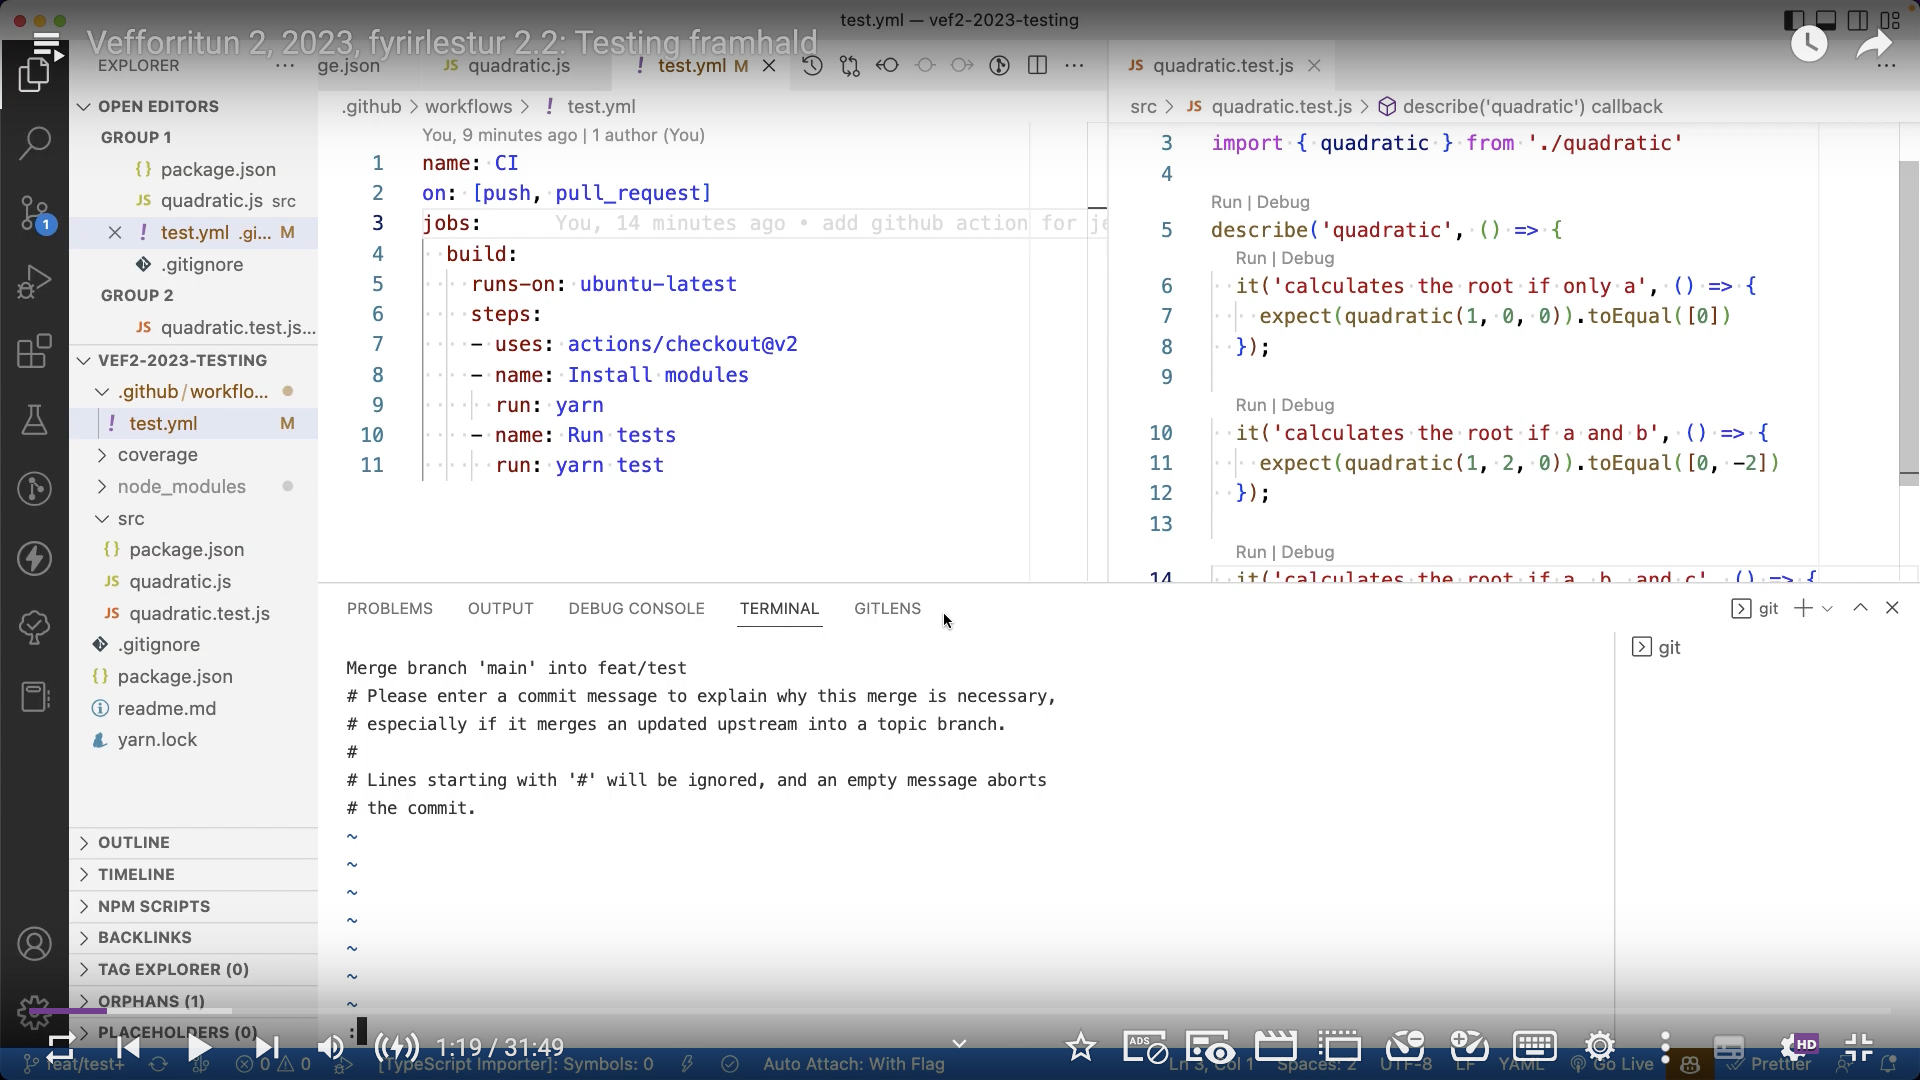 test.yml — vef2-2023-testing
Vefforritun 2, 2023, fyrirlestur 2.2: Testing framhald
EXPLORER
OPEN EDITORS
GROUP 1
package.json
quadratic.js src
test.yml .gi... M
.gitignore
GROUP 2
quadratic.test.js...
VEF2-2023-TESTING
.github/workflo...
test.yml M
coverage
node_modules
src
package.json
quadratic.js
quadratic.test.js
.gitignore
package.json
readme.md
yarn.lock
OUTLINE
TIMELINE
NPM SCRIPTS
BACKLINKS
TAG EXPLORER (0)
ORPHANS (1)
PLACEHOLDERS (0)
ge.json
JS quadratic.js
! test.yml M
.github > workflows > ! test.yml
You, 9 minutes ago | 1 author (You)
1 name: CI
2 on: [push, pull_request]
3 jobs: You, 14 minutes ago • add github action for je
4 build:
5 runs-on: ubuntu-latest
6 steps:
7 - uses: actions/checkout@v2
8 - name: Install modules
9 run: yarn
10 - name: Run tests
11 run: yarn test
JS quadratic.test.js
src > JS quadratic.test.js > describe('quadratic') callback
3 import { quadratic } from './quadratic'
4
Run | Debug
5 describe('quadratic', () => {
Run | Debug
6 it('calculates the root if only a', () => {
7 expect(quadratic(1, 0, 0)).toEqual([0])
8 });
9
Run | Debug
10 it('calculates the root if a and b', () => {
11 expect(quadratic(1, 2, 0)).toEqual([0, -2])
12 });
13
Run | Debug
14 it('calculates the root if a, b, and c', () => {
PROBLEMS OUTPUT DEBUG CONSOLE TERMINAL GITLENS
git
git
Merge branch 'main' into feat/test
# Please enter a commit message to explain why this merge is necessary,
# especially if it merges an updated upstream into a topic branch.
#
# Lines starting with '#' will be ignored, and an empty message aborts
# the commit.
~
~
~
~
~
~
~
:
1:19 / 31:49
ADS
HD
feat/test+ 0 0 [TypeScript Importer]: Symbols: 0 Auto Attach: With Flag Ln 3, Col 1 Spaces: 2 UTF-8 LF YAML Go Live Prettier